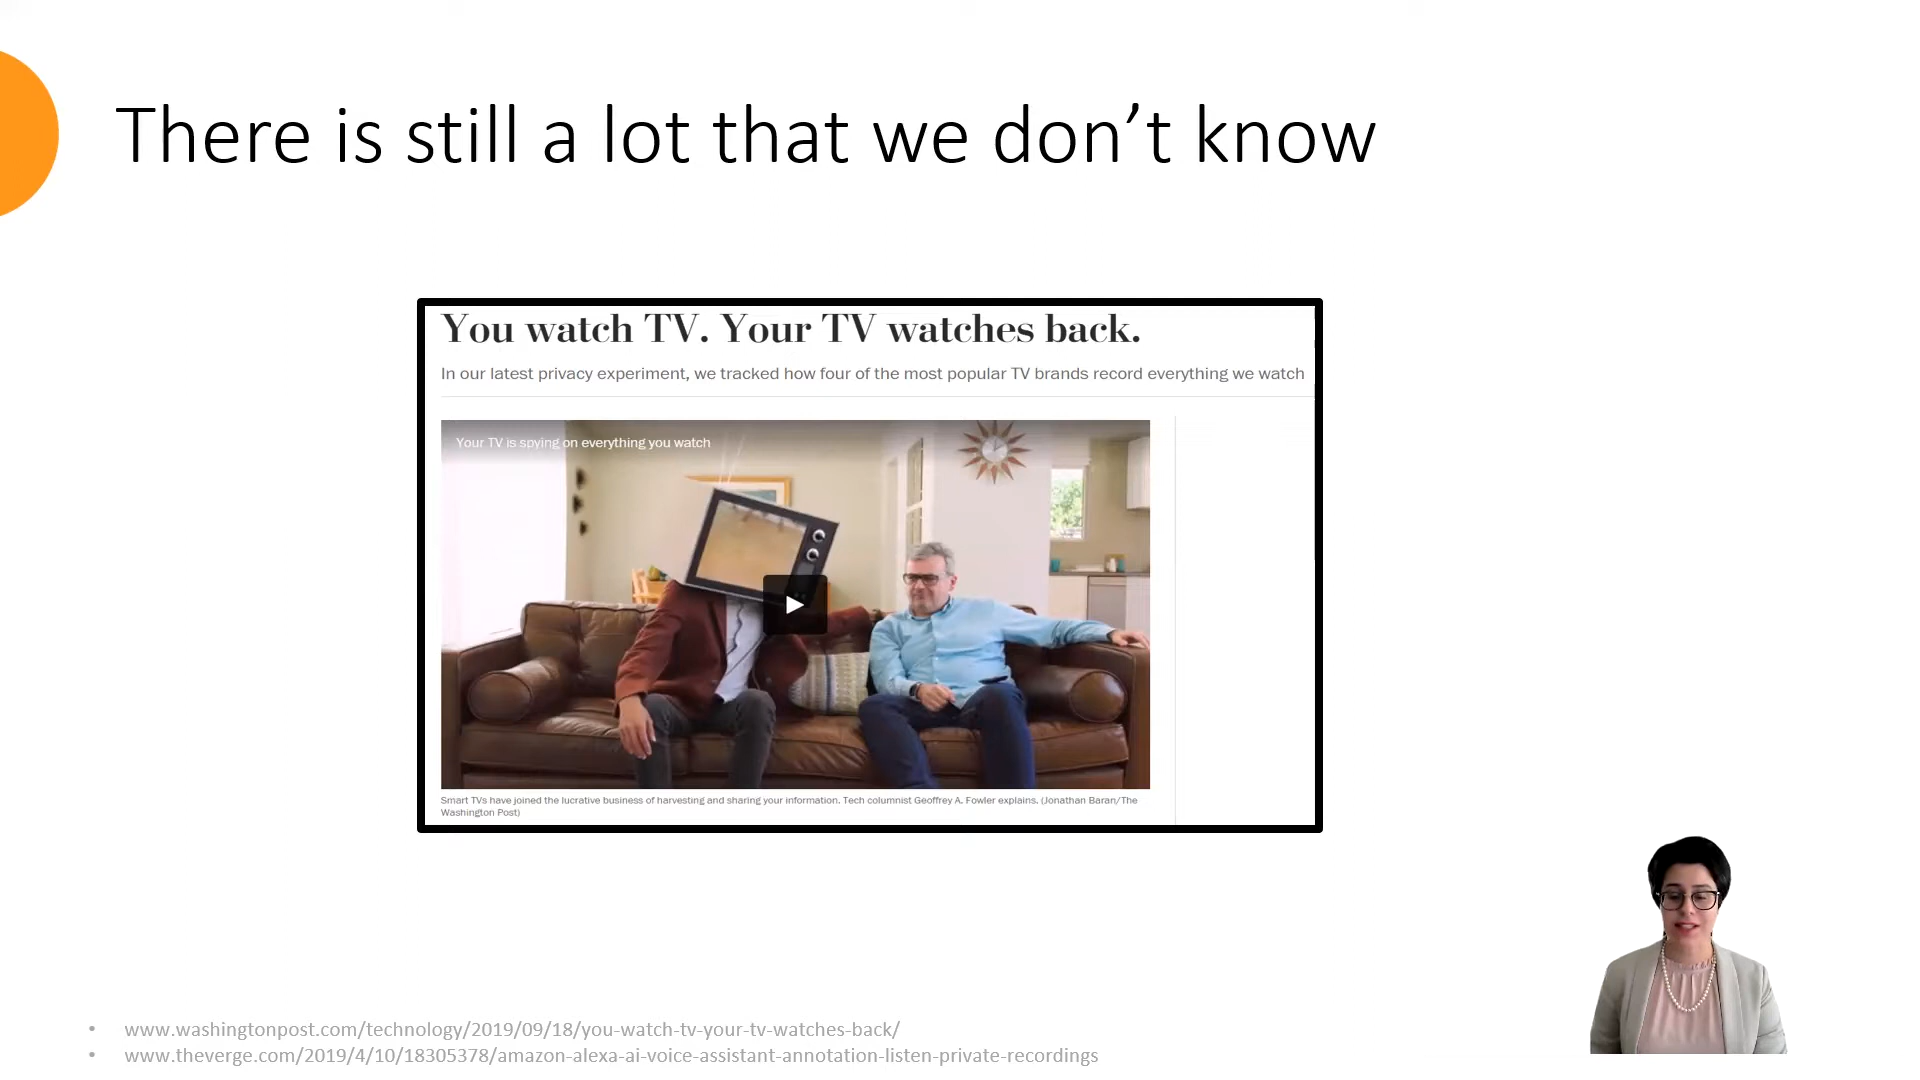 There is still a lot that we don’t know
You watch TV. Your TV watches back.
In our latest privacy experiment, we tracked how four of the most popular TV brands record everything we watch
Your TV is spying on everything you watch
Smart TVs have joined the lucrative business of harvesting and sharing your information. Tech columnist Geoffrey A. Fowler explains. (Jonathan Baran/The
Washington Post)
• www.washingtonpost.com/technology/2019/09/18/you-watch-tv-your-tv-watches-back/
• www.theverge.com/2019/4/10/18305378/amazon-alexa-ai-voice-assistant-annotation-listen-private-recordings